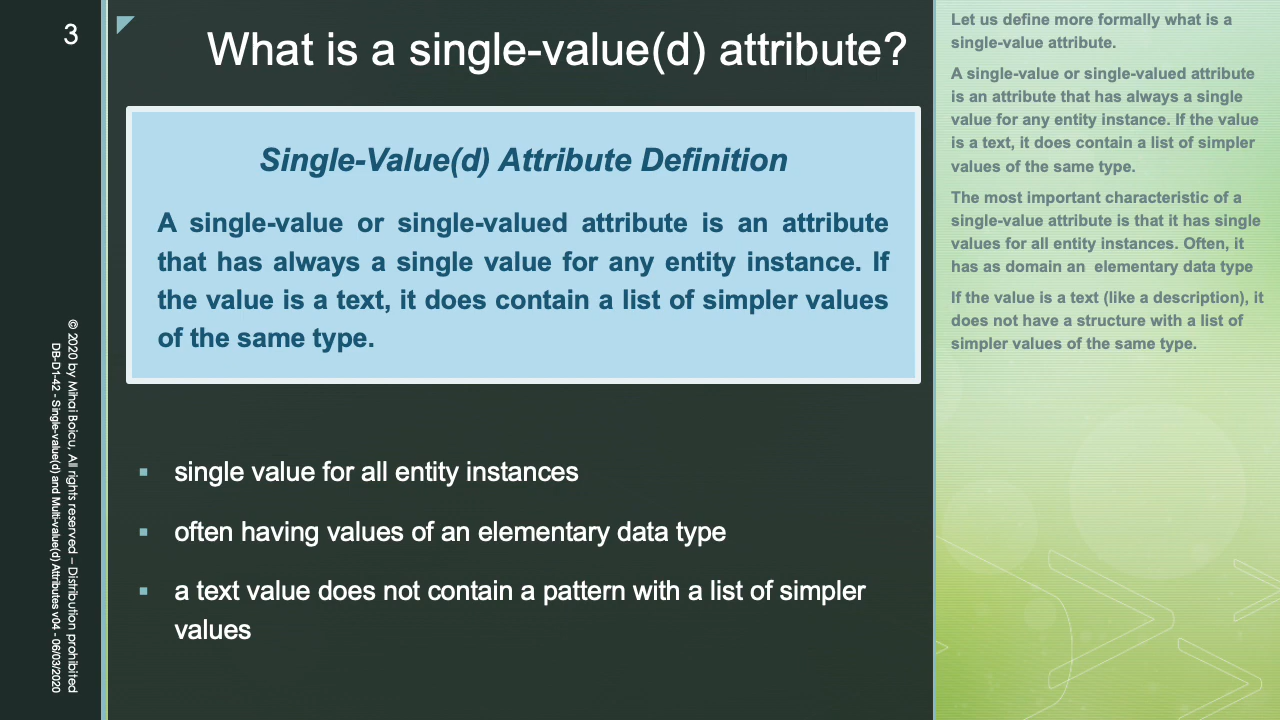 3
What is a single-value(d) attribute?
Single-Value(d) Attribute Definition
A single-value or single-valued attribute is an attribute
that has always a single value for any entity instance. If
the value is a text, it does contain a list of simpler values
of the same type.
▪ single value for all entity instances
▪ often having values of an elementary data type
▪ a text value does not contain a pattern with a list of simpler
values
Let us define more formally what is a
single-value attribute.
A single-value or single-valued attribute
is an attribute that has always a single
value for any entity instance. If the value
is a text, it does contain a list of simpler
values of the same type.
The most important characteristic of a
single-value attribute is that it has single
values for all entity instances. Often, it
has as domain an  elementary data type
If the value is a text (like a description), it
does not have a structure with a list of
simpler values of the same type.
© 2020 by Mihai Boicu, All rights reserved – Distribution prohibited
DB-D1-42 - Single-value(d) and Multi-value(d) Attributes v04 - 06/03/2020